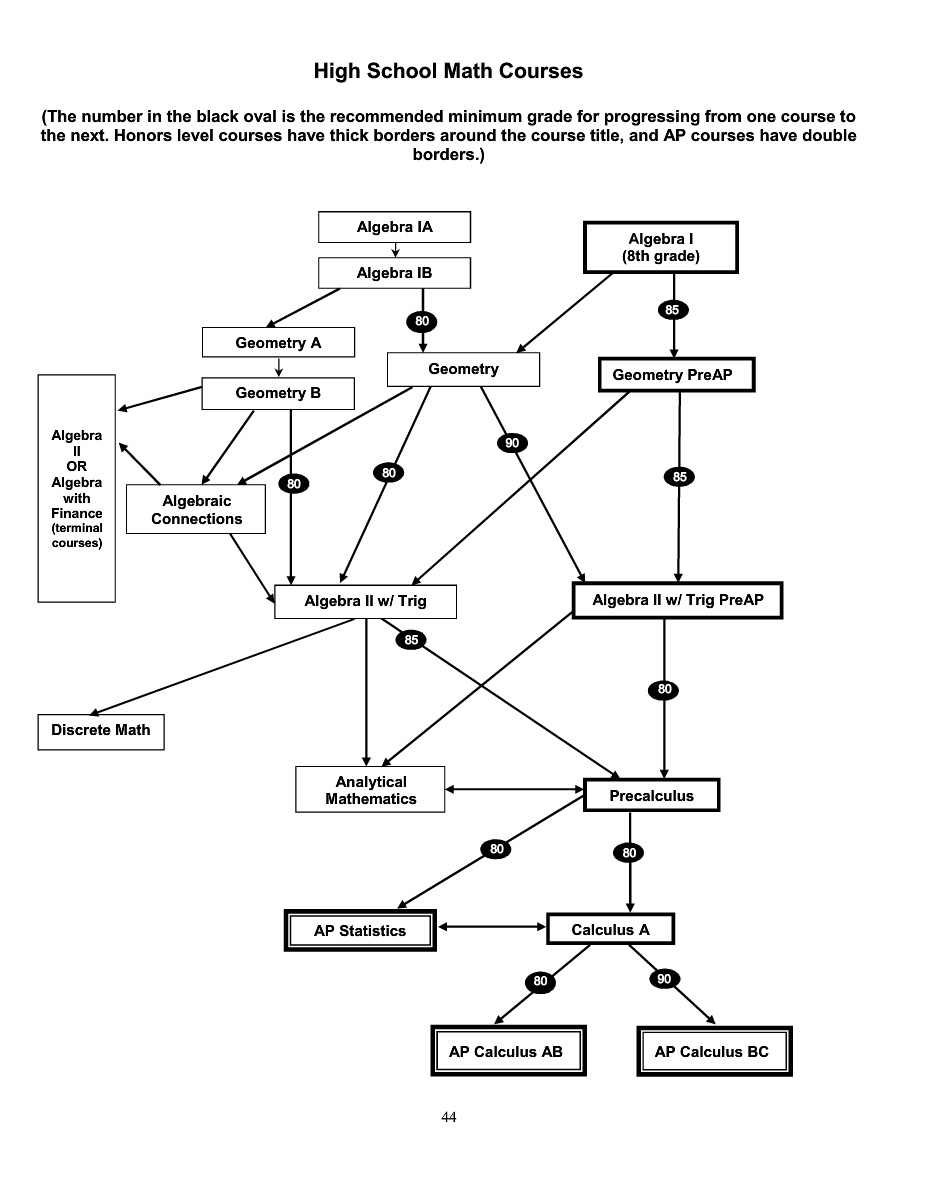 High School Math Courses
(The number in the black oval is the recommended minimum grade for progressing from one course to
the next. Honors level courses have thick borders around the course title, and AP courses have double
borders.)
Algebra IA
Algebra I
(8th grade)
Algebra IB
80
85
Geometry A
Geometry
Geometry PreAP
Geometry B
Algebra
II
OR
Algebra
with
Finance
(terminal
courses)
90
80
85
80
Algebraic
Connections
Algebra II w/ Trig
Algebra II w/ Trig PreAP
85
80
Discrete Math
Analytical
Mathematics
Precalculus
80
80
AP Statistics
Calculus A
80
90
AP Calculus AB
AP Calculus BC
44